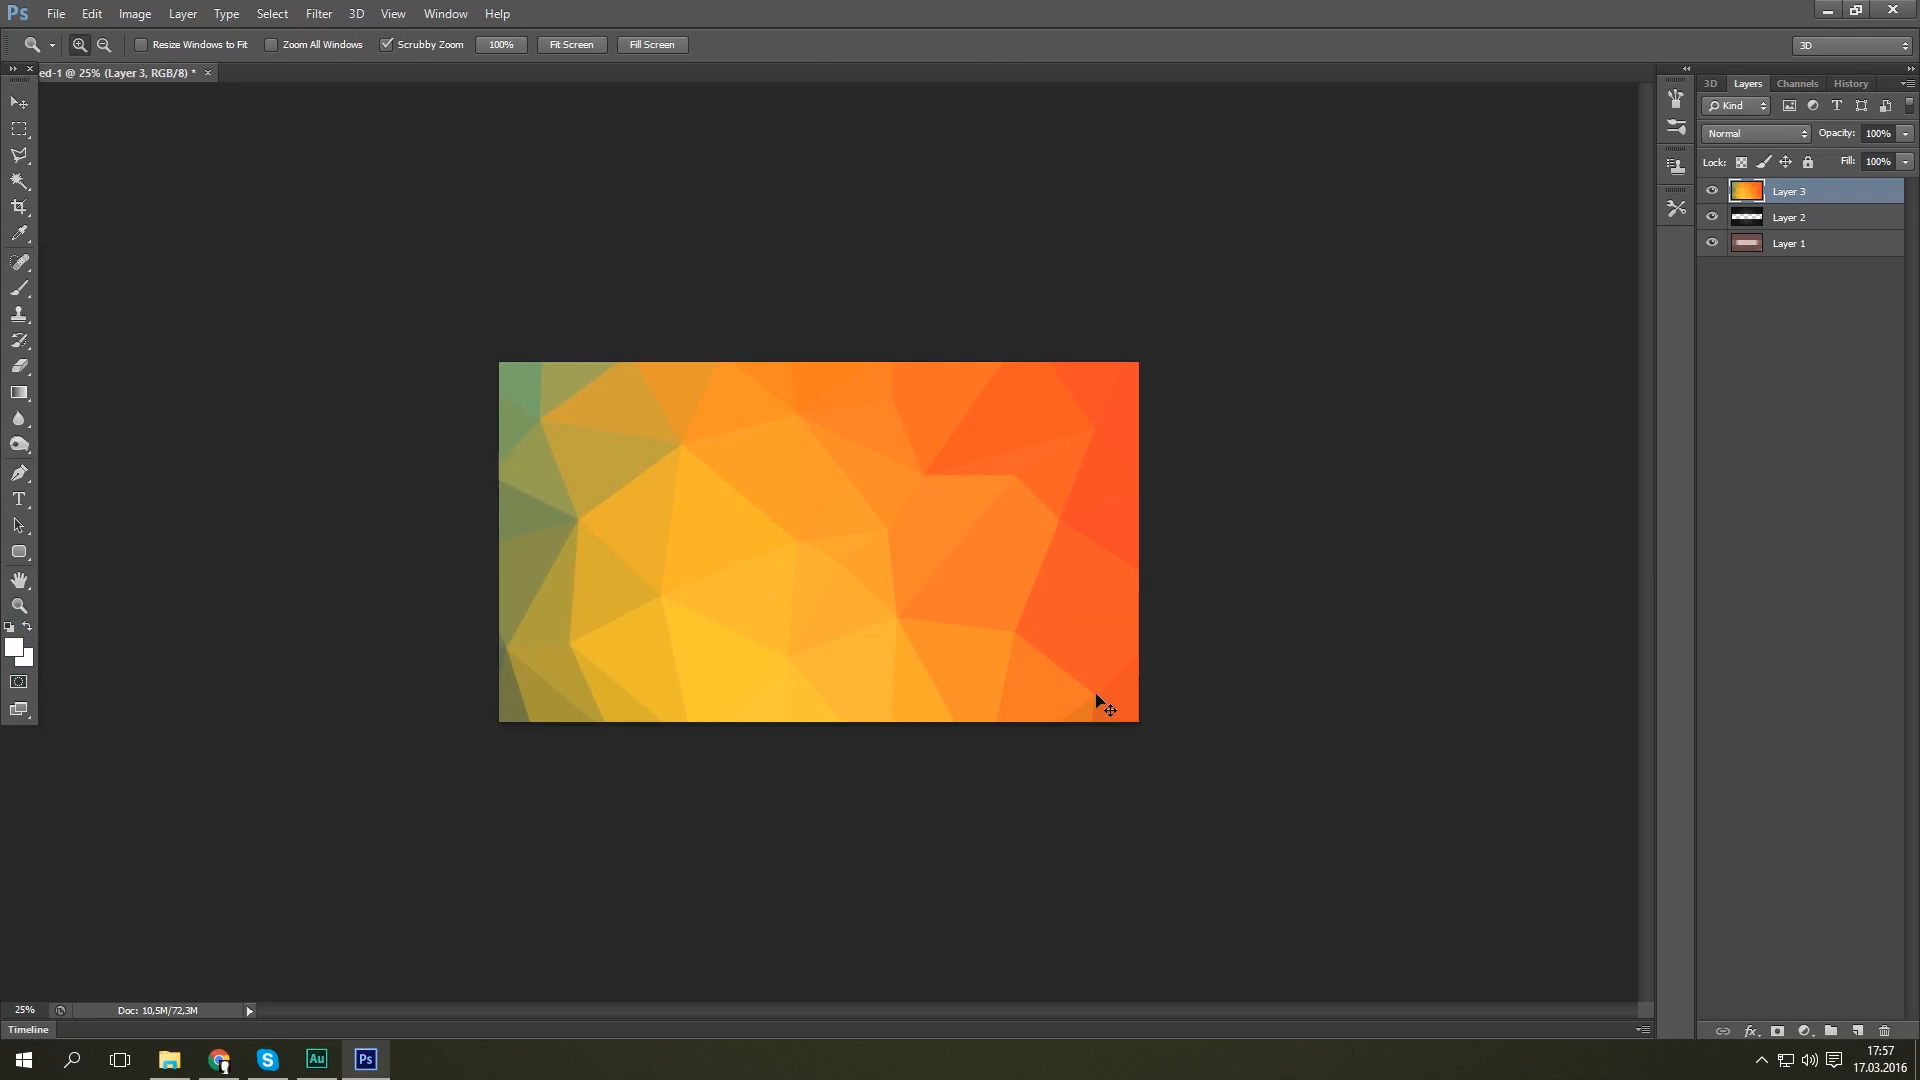 Ps File Edit Image Layer Type Select Filter 3D View Window Help
Resize Windows to Fit Zoom All Windows Scrubby Zoom 100% Fit Screen Fill Screen 3D
ed-1 @ 25% (Layer 3, RGB/8) *
3D Layers Channels History
Kind
Normal Opacity: 100%
Lock: Fill: 100%
Layer 3
Layer 2
Layer 1
T
25% Doc: 10,5M/72,3M
Timeline
fx
Au Ps
17:57
17.03.2016